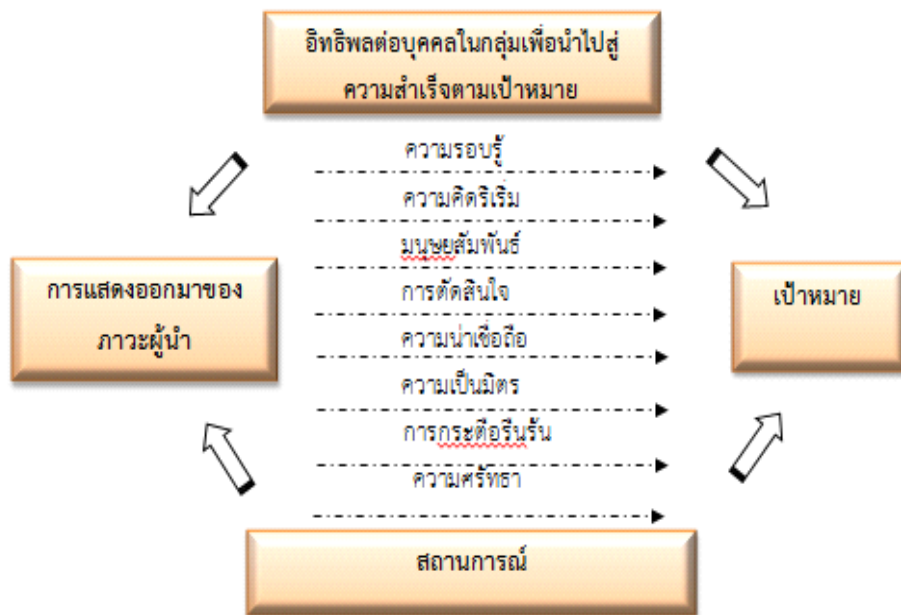 อิทธิพลต่อบุคคลในกลุ่มเพื่อนำไปสู่
ความสำเร็จตามเป้าหมาย
ความรอบรู้
ความคิดริเริ่ม
มนุษยสัมพันธ์
การแสดงออกมาของ
ภาวะผู้นำ
การตัดสินใจ
เป้าหมาย
ความน่าเชื่อถือ
ความเป็นมิตร
การกระตือรือร้น
ความศรัทธา
สถานการณ์